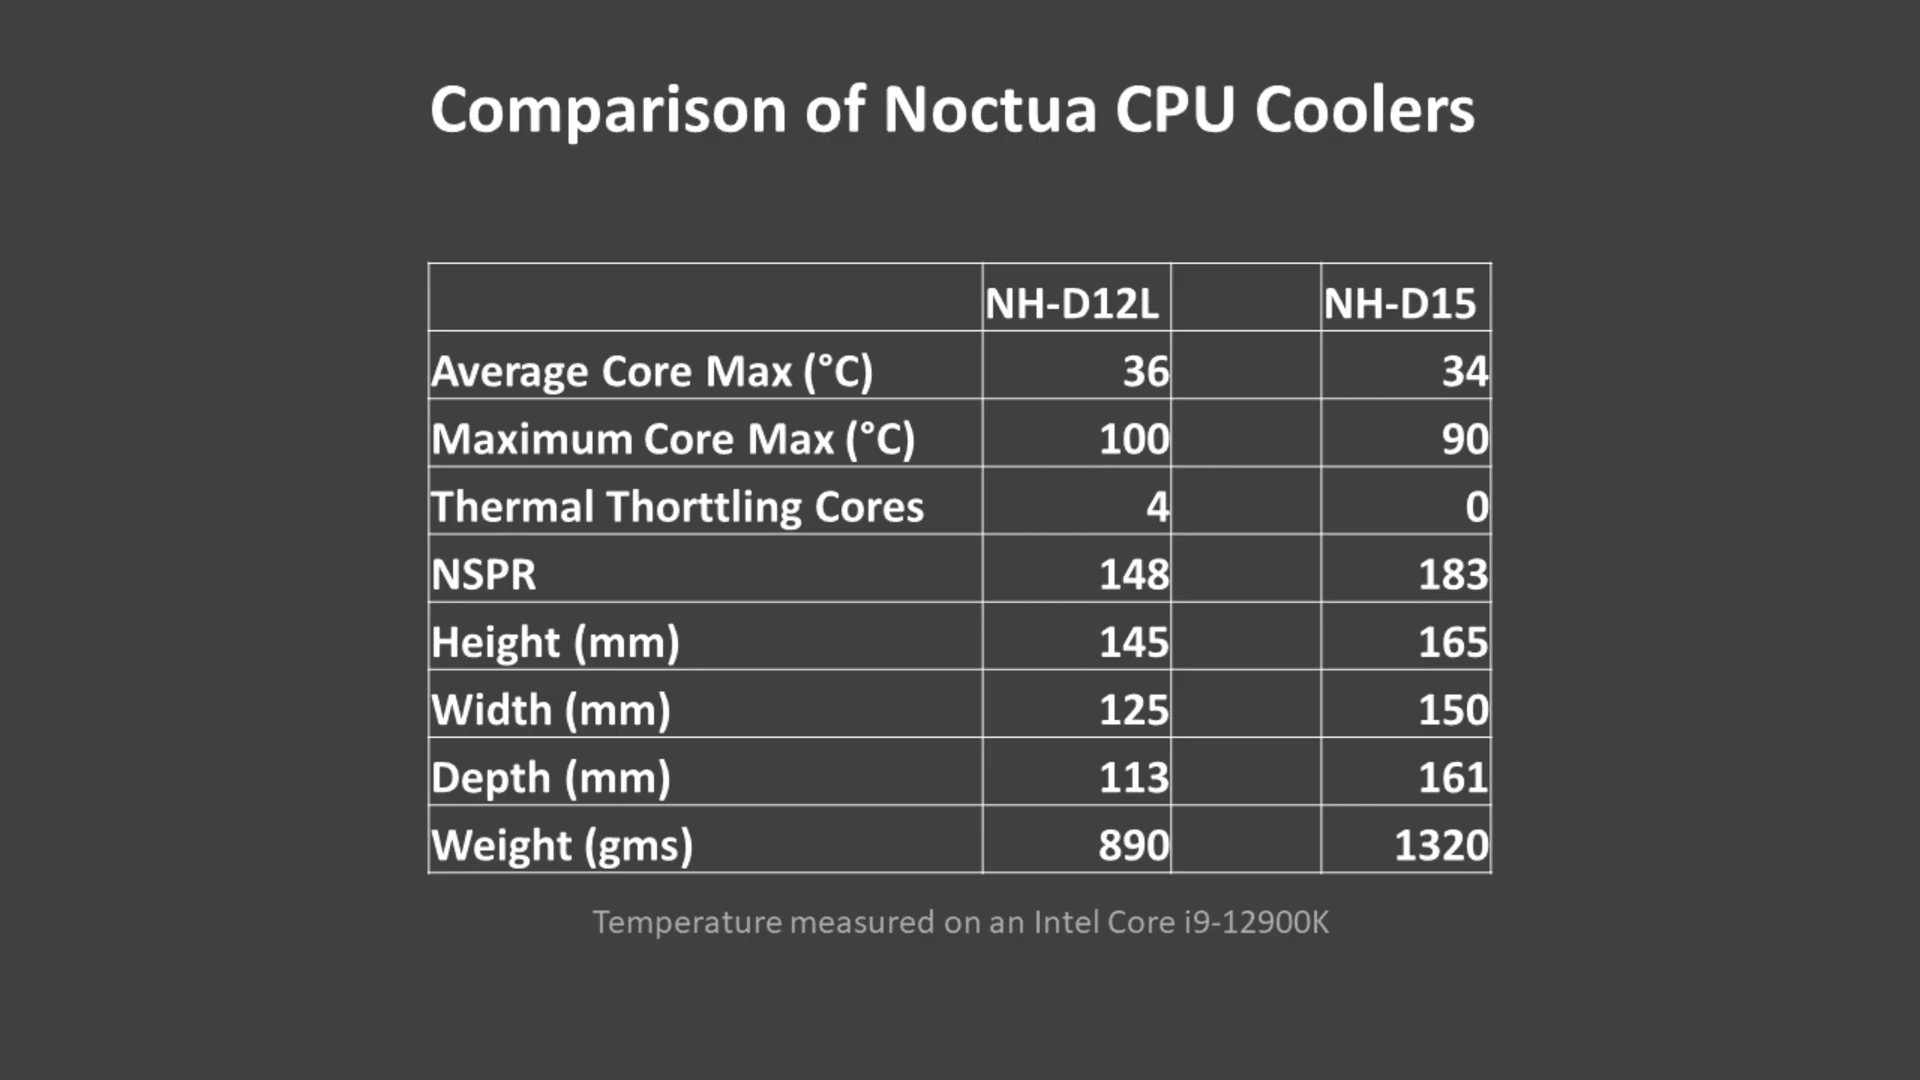 Comparison of Noctua CPU Coolers
NH-D12L NH-D15
Average Core Max (°C) 36 34
Maximum Core Max (°C) 100 90
Thermal Thorttling Cores 4 0
NSPR 148 183
Height (mm) 145 165
Width (mm) 125 150
Depth (mm) 113 161
Weight (gms) 890 1320
Temperature measured on an Intel Core i9-12900K